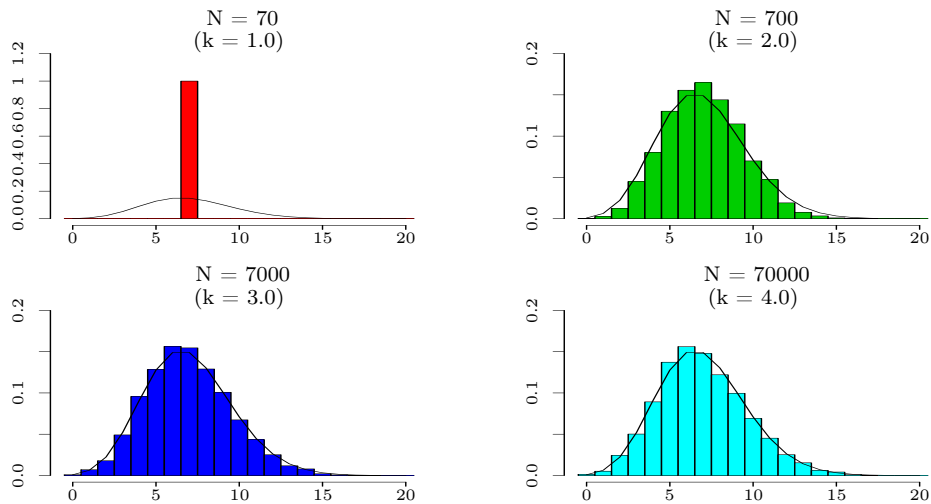 N = 70
(k = 1.0)
0.0 0.2 0.4 0.6 0.8 1 1.2
0 5 10 15 20
N = 700
(k = 2.0)
0.0 0.1 0.2
0 5 10 15 20
N = 7000
(k = 3.0)
0.0 0.1 0.2
0 5 10 15 20
N = 70000
(k = 4.0)
0.0 0.1 0.2
0 5 10 15 20